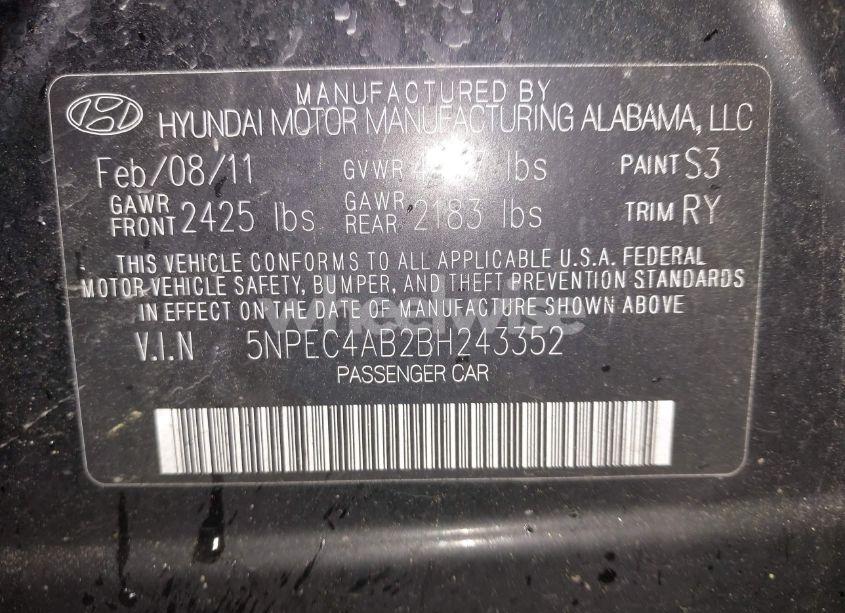 MANUFACTURED BY
HYUNDAI MOTOR MANUFACTURING ALABAMA, LLC
Feb/08/11 GVWR lbs PAINT S3
GAWR FRONT 2425 lbs GAWR REAR 2183 lbs TRIM RY
THIS VEHICLE CONFORMS TO ALL APPLICABLE U.S.A. FEDERAL
MOTOR VEHICLE SAFETY, BUMPER, AND THEFT PREVENTION STANDARDS
IN EFFECT ON THE DATE OF MANUFACTURE SHOWN ABOVE
wheelwise
V.I.N 5NPEC4AB2BH243352
PASSENGER CAR